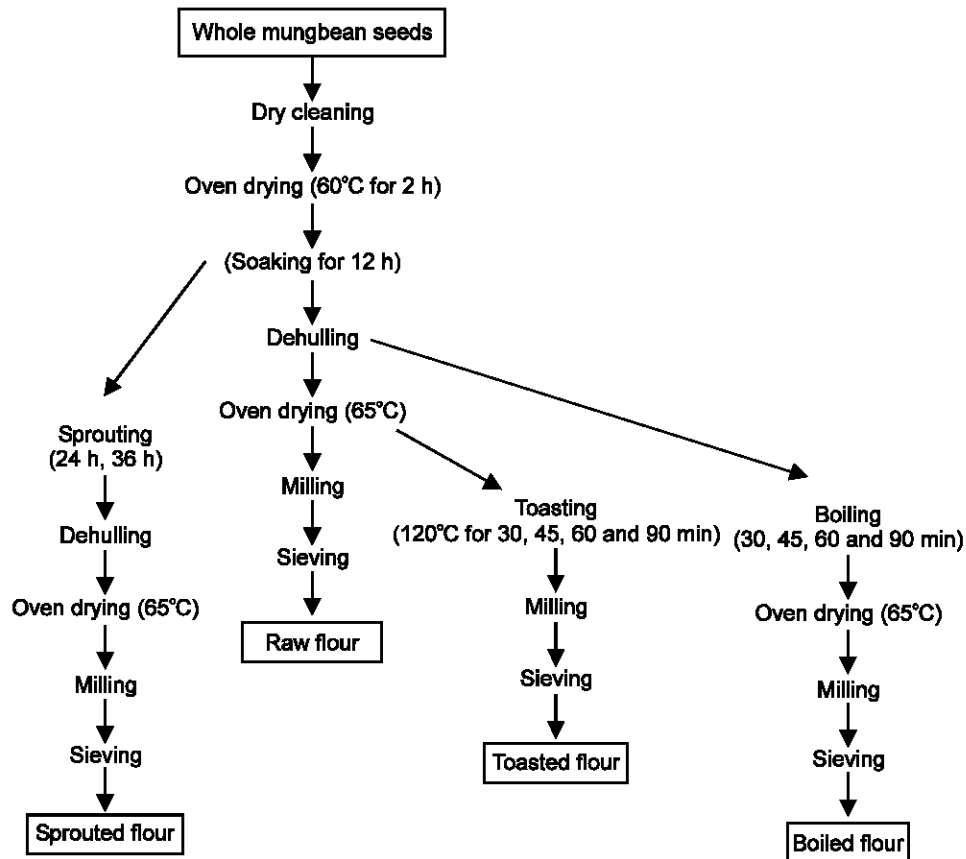 Whole mungbean seeds
Dry cleaning
Oven drying (60°C for 2 h)
(Soaking for 12 h)
Dehulling
Oven drying (65°C)
Milling
Sieving
Raw flour
Sprouting
(24 h, 36 h)
Dehulling
Oven drying (65°C)
Milling
Sieving
Sprouted flour
Toasting
(120°C for 30, 45, 60 and 90 min)
Milling
Sieving
Toasted flour
Boiling
(30, 45, 60 and 90 min)
Oven drying (65°C)
Milling
Sieving
Boiled flour